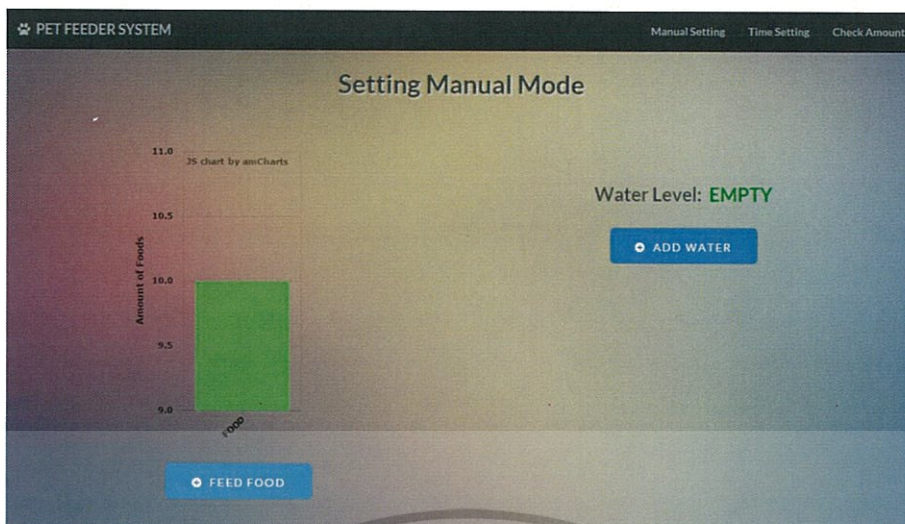 PET FEEDER SYSTEM
Manual Setting Time Setting Check Amount
Setting Manual Mode
11.0
JS chart by amCharts
10.5
Amount of Foods
10.0
9.5
9.0
FOOD
FEED FOOD
Water Level: EMPTY
ADD WATER